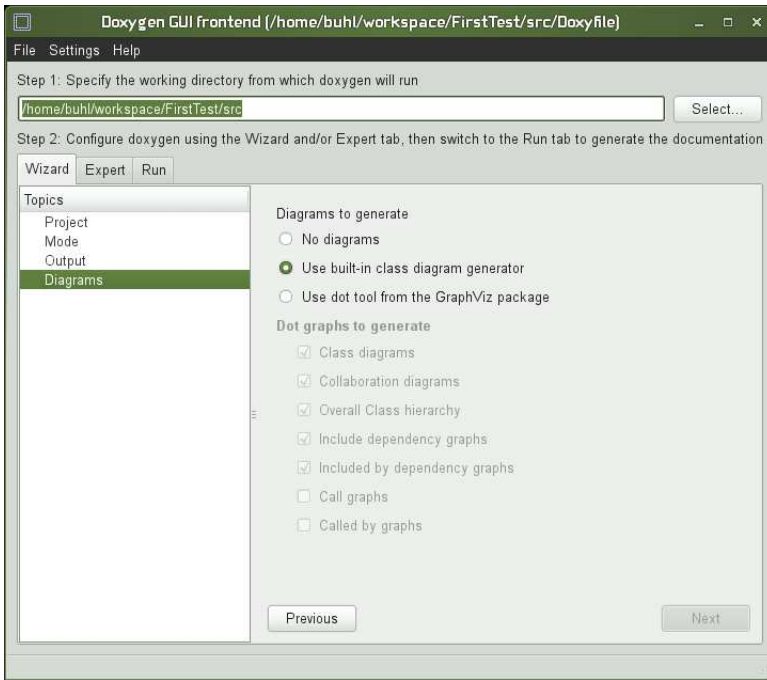 Doxygen GUI frontend (/home/buhl/workspace/FirstTest/src/Doxyfile)
File Settings Help
Step 1: Specify the working directory from which doxygen will run
/home/buhl/workspace/FirstTest/src
Select...
Step 2: Configure doxygen using the Wizard and/or Expert tab, then switch to the Run tab to generate the documentation
Wizard Expert Run
Topics
Project
Mode
Output
Diagrams
Diagrams to generate
No diagrams
Use built-in class diagram generator
Use dot tool from the GraphViz package
Dot graphs to generate
Class diagrams
Collaboration diagrams
Overall Class hierarchy
Include dependency graphs
Included by dependency graphs
Call graphs
Called by graphs
Previous
Next